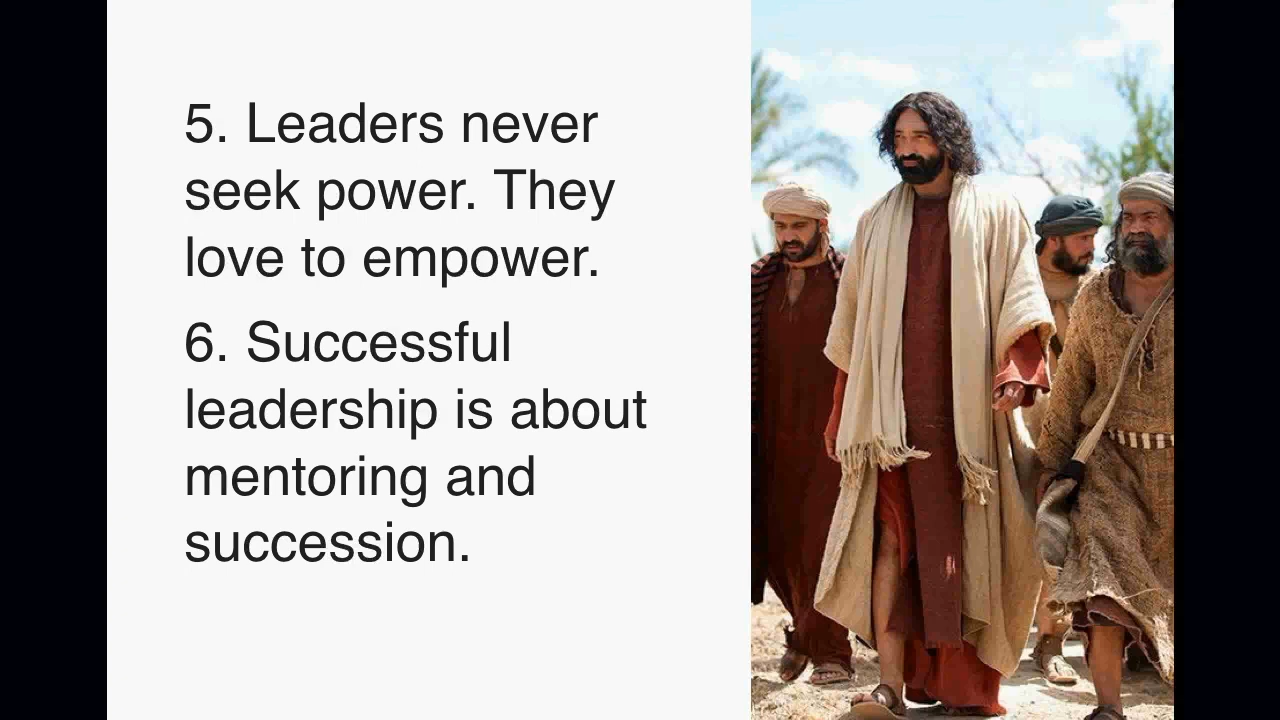 5. Leaders never
seek power. They
love to empower.
6. Successful
leadership is about
mentoring and
succession.